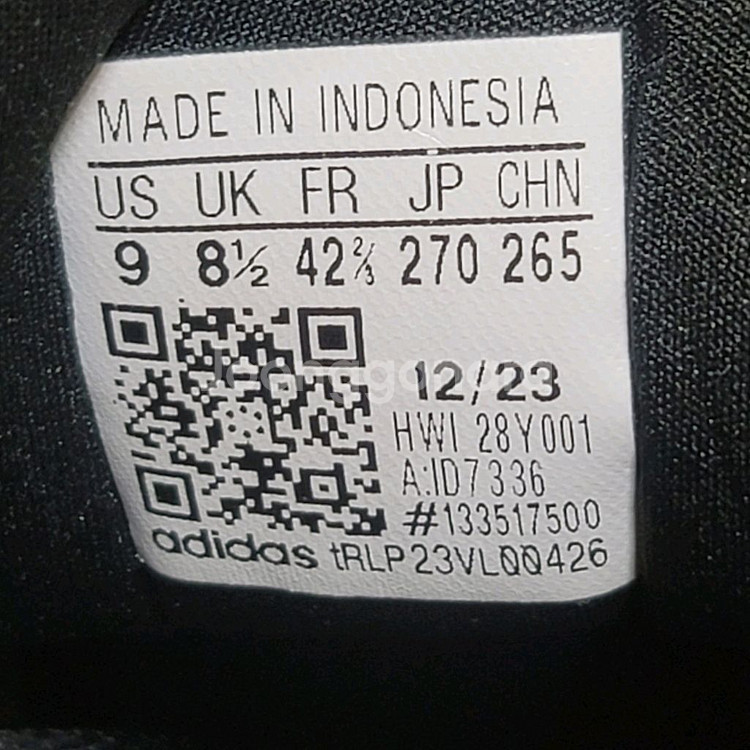 MADE IN INDONESIA
US UK FR JP CHN
9 8½ 42⅔ 270 265
12/23
HWI 28Y001
A:ID7336
#133517500
adidas tRLP23VL00426